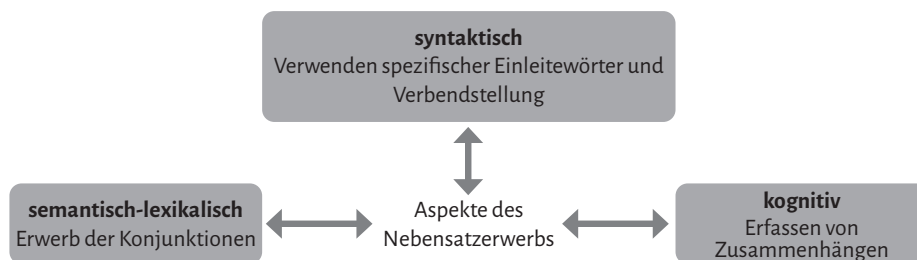 syntaktisch
Verwenden spezifischer Einleitewörter und
Verbendstellung
semantisch-lexikalisch
Erwerb der Konjunktionen
Aspekte des
Nebensatzerwerbs
kognitiv
Erfassen von
Zusammenhängen